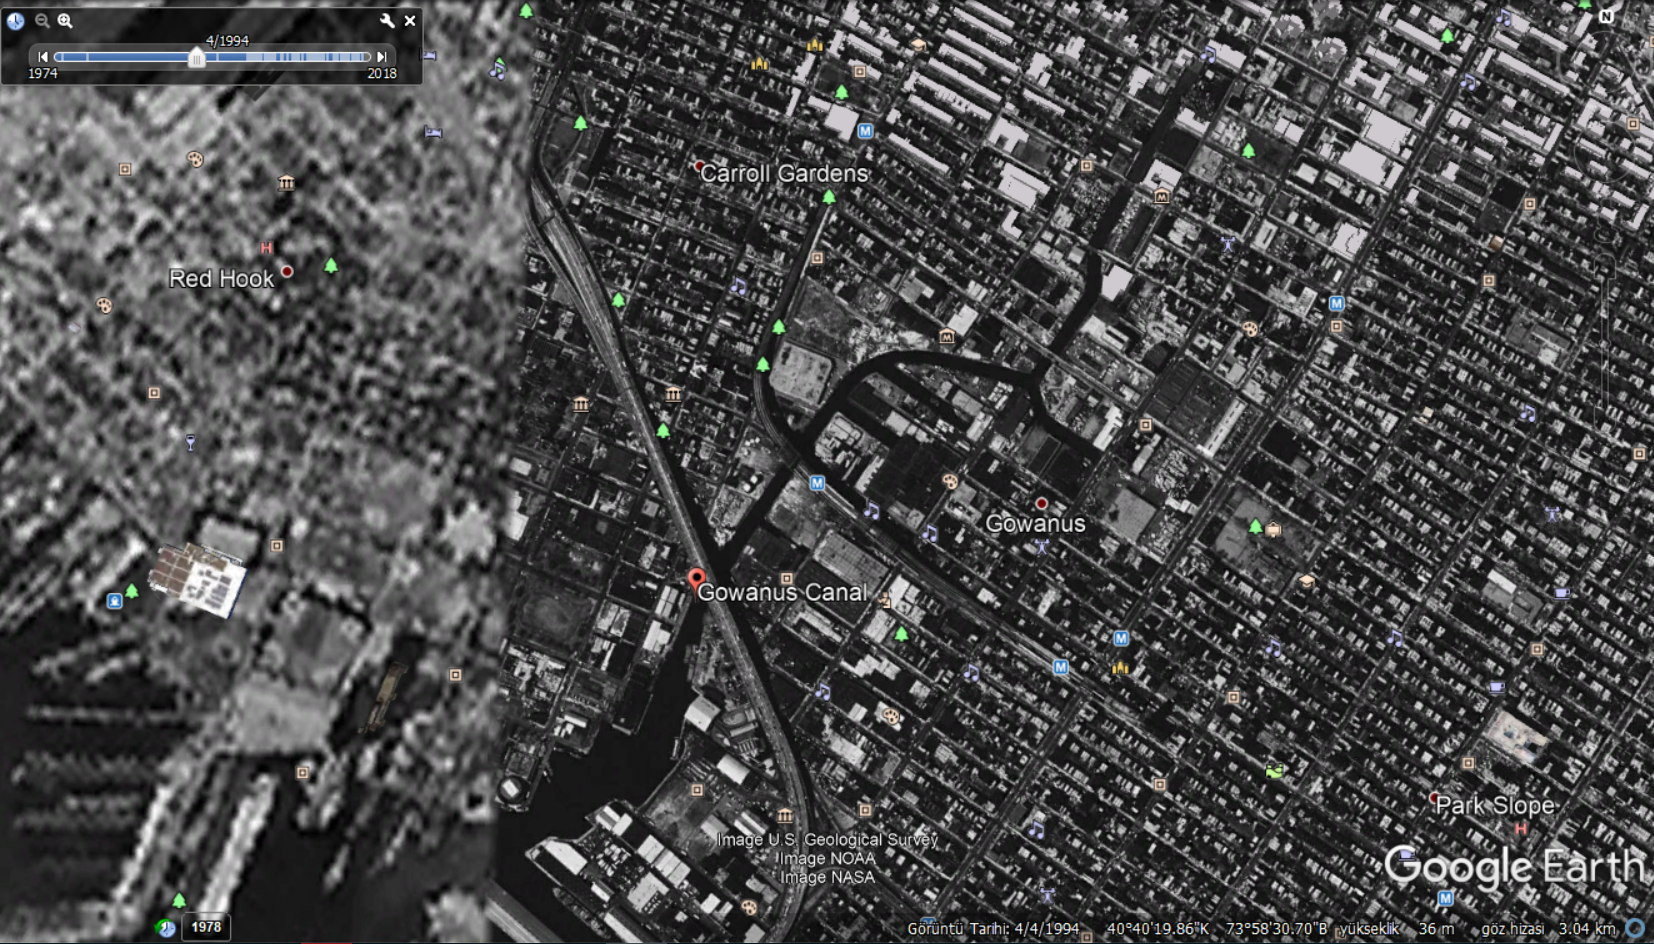 4/1994
1974
2018
N
Carroll Gardens
Red Hook
Gowanus
Gowanus Canal
Park Slope
Image U.S. Geological Survey
Image NOAA
Image NASA
Google Earth
1978
Görüntü Tarihi: 4/4/1994 40°40'19.86"K 73°58'30.70"B yükseklik 36 m göz hizası 3.04 km